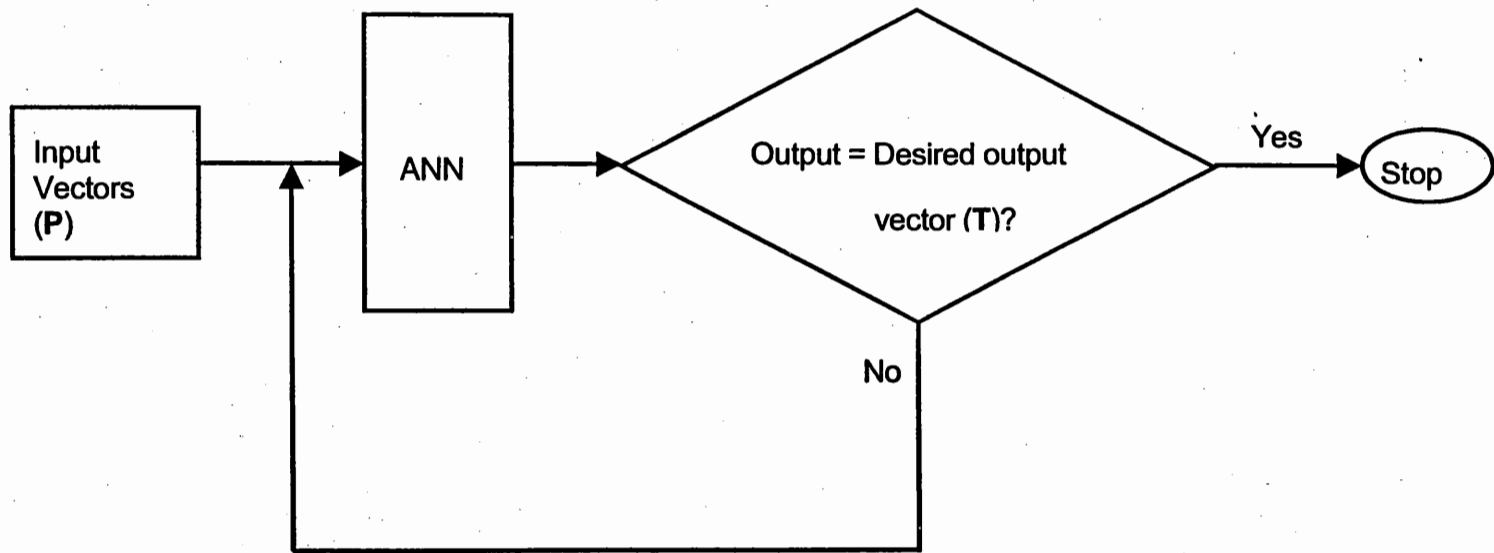 Input
Vectors
(P)
ANN
Output = Desired output
vector (T)?
Yes
Stop
No